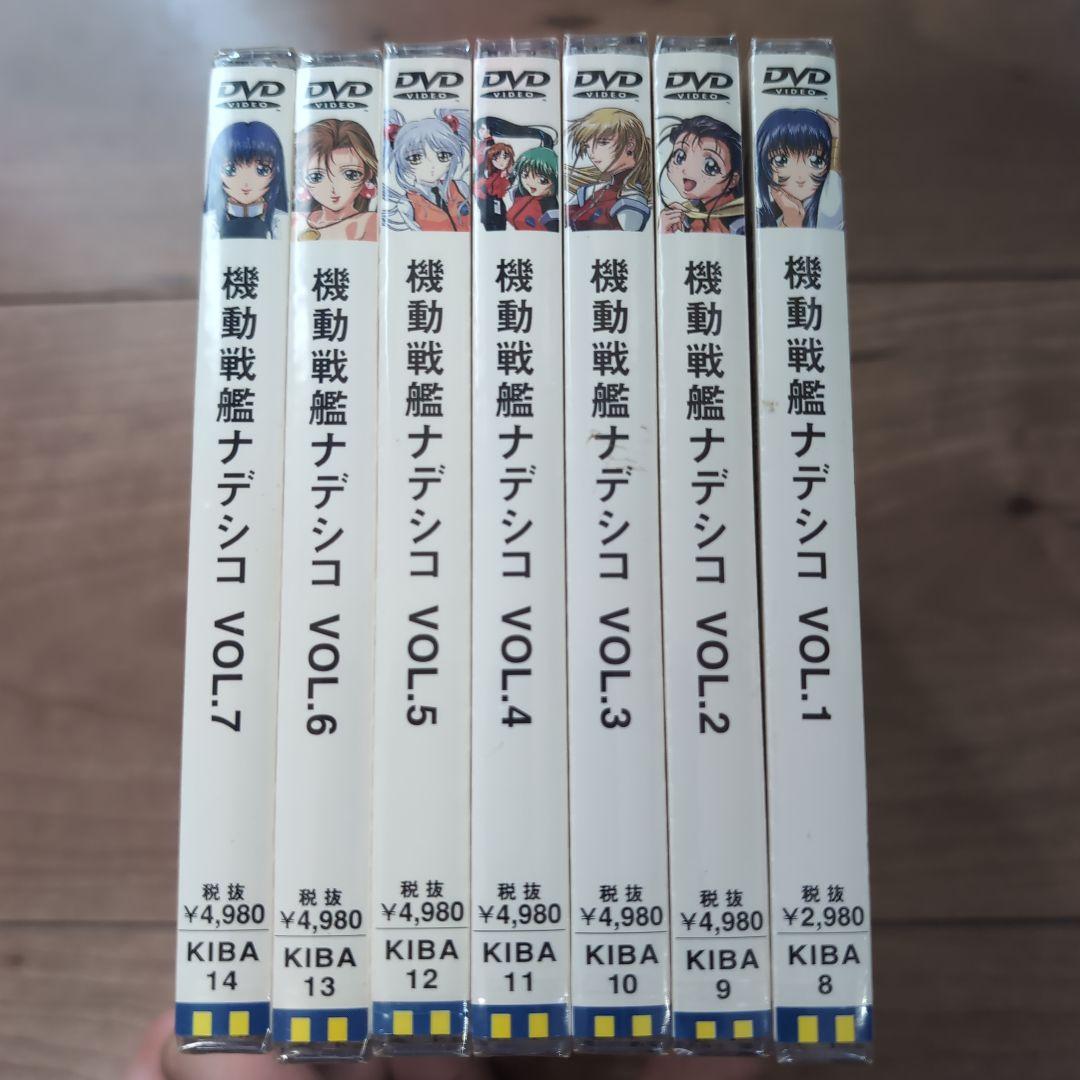 DVD
VIDEO
機動戦艦ナデシコ VOL.7
税抜
¥4,980
KIBA
14
DVD
VIDEO
機動戦艦ナデシコ VOL.6
税抜
¥4,980
KIBA
13
DVD
VIDEO
機動戦艦ナデシコ VOL.5
税抜
¥4,980
KIBA
12
DVD
VIDEO
機動戦艦ナデシコ VOL.4
税抜
¥4,980
KIBA
11
DVD
VIDEO
機動戦艦ナデシコ VOL.3
税抜
¥4,980
KIBA
10
DVD
VIDEO
機動戦艦ナデシコ VOL.2
税抜
¥4,980
KIBA
9
DVD
VIDEO
機動戦艦ナデシコ VOL.1
税抜
¥2,980
KIBA
8